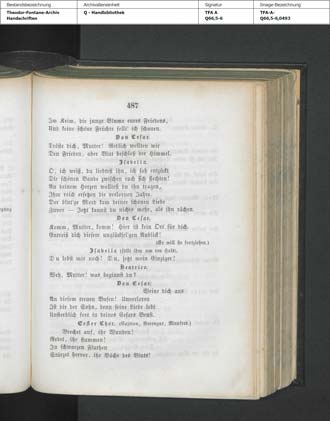 Bestandsbezeichnung
Archivalieneinheit
Signatur
Image-Bezeichnung
Theodor-Fontane-Archiv
Handschriften
Q - Handbibliothek
TFA A
Q66,5-6
TFA-A-
Q66,5-6,0493
487
Im Keim, die junge Blume eures Friedens,
Und keine schöne Früchte sollt' ich schauen.
Don Cesar.
Tröste dich, Mutter! Redlich wollten wir
Den Frieden, aber Blut beschloß der Himmel.
Isabella.
O, ich weiß, du liebtest ihn, ich sah entzückt
Die schönen Bande zwischen euch sich flechten!
An deinem Herzen wolltest du ihn tragen,
Ihm reich ersetzen die verlornen Jahre.
Der blut'ge Mord kam deiner schönen Liebe
Zuvor — Jetzt kannst du nichts mehr, als ihn rächen.
Don Cesar.
Komm, Mutter, komm! Hier ist kein Ort für dich.
Entreiß dich diesem unglücksel'gen Anblick!
(Er will sie fortziehen.)
Isabella (fällt ihm um den Hals).
Du lebst mir noch! Du, jetzt mein Einziger!
Beatrice.
Weh, Mutter! was beginnst du?
Don Cesar.
Weine dich aus
An diesem treuen Busen! Unverloren
Ist dir der Sohn, denn seine Liebe lebt
Unsterblich fort in deines Cesars Brust.
Erster Chor. (Cajetan, Berengar, Manfred.)
Brechet auf, ihr Wunden!
Redet, ihr stummen!
In schwarzen Fluthen
Stürzet hervor, ihr Bäche des Bluts!